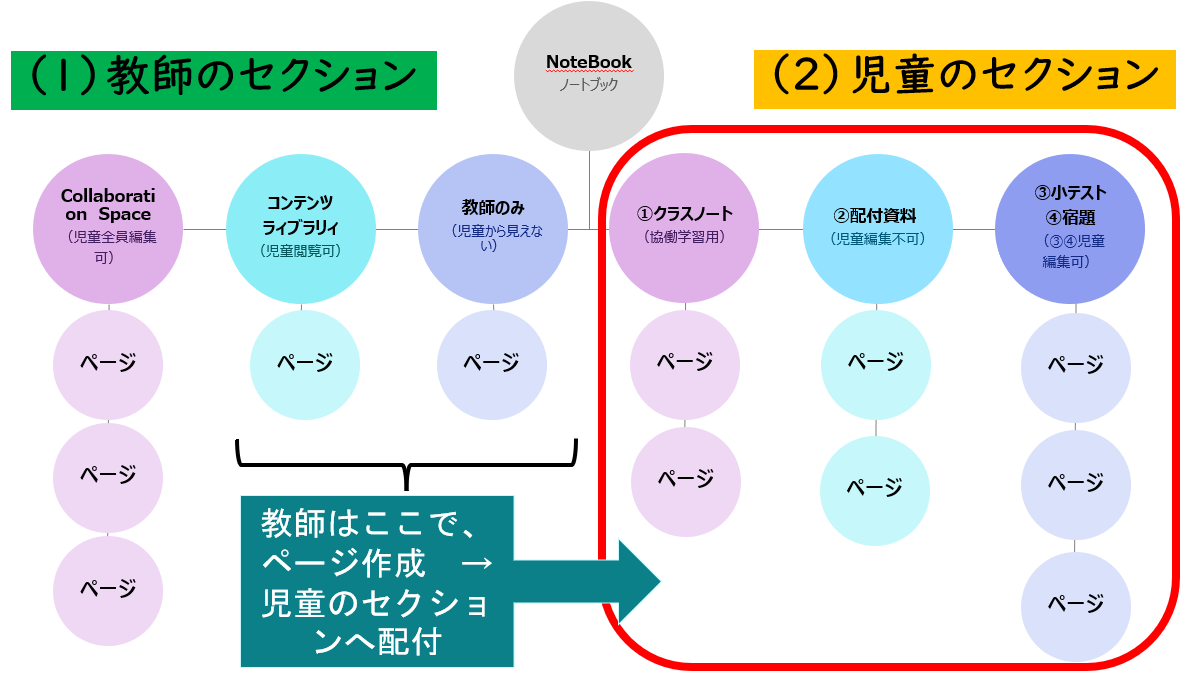 (1)教師のセクション
NoteBook
ノートブック
(2)児童のセクション
Collaborati
on Space
(児童全員編集
可)
コンテンツ
ライブラリィ
(児童閲覧可)
教師のみ
(児童から見えな
い)
①クラスノート
(協働学習用)
②配付資料
(児童編集不可)
③小テスト
④宿題
(③④児童
編集可)
ページ
ページ
ページ
ページ
ページ
ページ
ページ
ページ
ページ
ページ
ページ
ページ
教師はここで、
ページ作成 →
児童のセクショ
ンへ配付